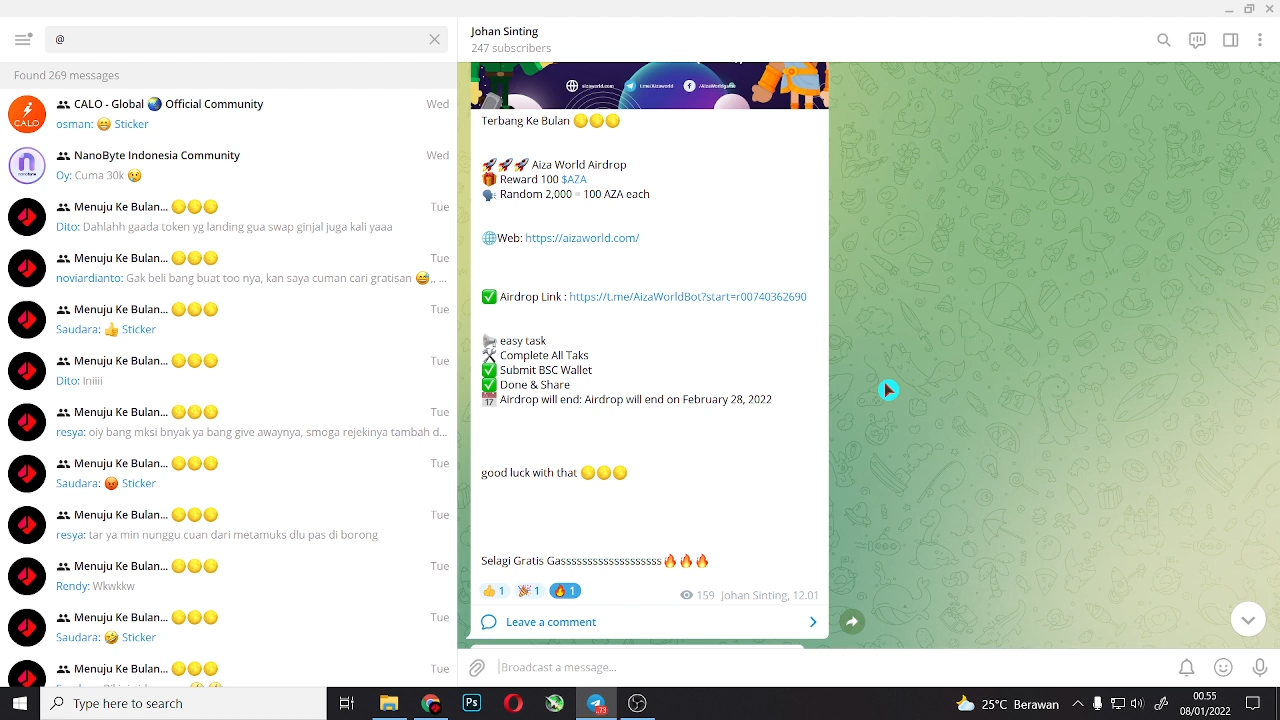 @
Found 269 messages
CALO - Global 🌏 Official Community
Wed
osman: 😅 Sticker
NanoByte Indonesia Community
Wed
Oy: Cuma 30k
Menuju Ke Bulan... 🌕🌕🌕
Tue
Dito: Dahlahh pada token yg landing gua swap ginjal juga kali yaaa
Menuju Ke Bulan... 🌕🌕🌕
Tue
noviardianto: Gak beli bang buat too nya, kan saya cuman cari gratisan 😅,, ...
Menuju Ke Bulan... 🌕🌕🌕
Tue
Saudara: 👍 Sticker
Menuju Ke Bulan... 🌕🌕🌕
Tue
Dito: Iniiii
Menuju Ke Bulan... 🌕🌕🌕
Tue
resya: oiy bang mksi bnyak ya bang give awaynya, smoga rejekinya tambah d...
Menuju Ke Bulan... 🌕🌕🌕
Tue
Saudara: 😡 Sticker
Menuju Ke Bulan... 🌕🌕🌕
Tue
resya: tar ya min nunggu cuan dari metamuks dlu pas di borong
Menuju Ke Bulan... 🌕🌕🌕
Tue
Rendy: Wkwkkw
Menuju Ke Bulan... 🌕🌕🌕
Tue
Saudara: Sticker
Menuju Ke Bulan... 🌕🌕🌕
Tue
Johan Sinting
247 subscribers
aizaworld.com t.me/Aizaworld /AizaWorldgame
Terbang Ke Bulan 🌕🌕🌕
🚀🚀🚀 Aiza World Airdrop
🎁 Reward 100 $AZA
🗣 Random 2,000 = 100 AZA each
🌐Web: https://aizaworld.com/
✅ Airdrop Link : https://t.me/AizaWorldBot?start=r00740362690
📢 easy task
🛠 Complete All Taks
✅ Submit BSC Wallet
✅ Done & Share
📅 Airdrop will end: Airdrop will end on February 28, 2022
good luck with that 🌕🌕🌕
Selagi Gratis Gasssssssssssssssssss🔥🔥🔥
👍 1 🎉 1 🔥 1
159 Johan Sinting, 12.01
Leave a comment
Broadcast a message...
Type here to search
Ps
..73
25°C Berawan
00.55
08/01/2022